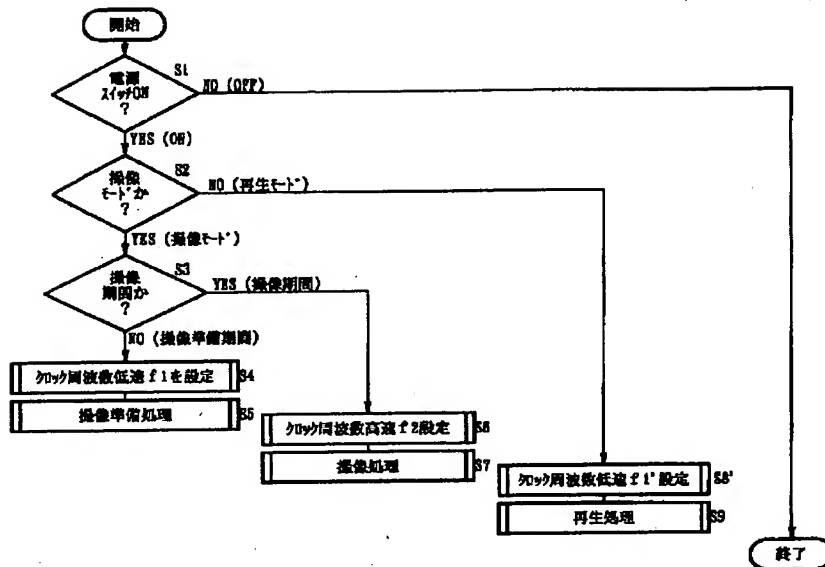 開始
S1
電源
スイッチON
?
NO (OFF)
YES (ON)
S2
撮像
モードか
?
NO (再生モード)
YES (撮像モード)
S3
撮像
期間か
?
YES (撮像期間)
NO (撮像準備期間)
クロック周波数低速f1を設定
S4
撮像準備処理
S5
クロック周波数高速f2設定
S6
撮像処理
S7
クロック周波数低速f1'設定
S8'
再生処理
S9
終了